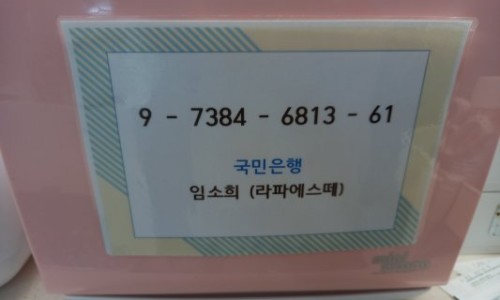 9 - 7384 - 6813 - 61
국민은행
임소희 (라파에스떼)